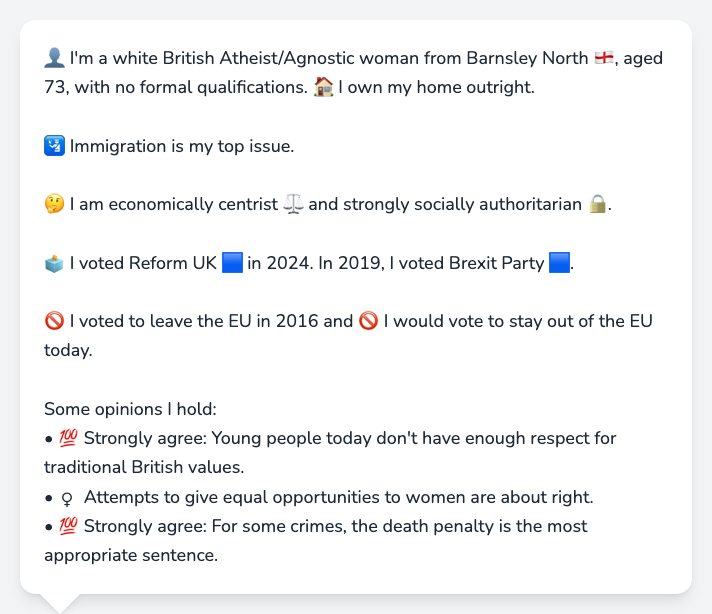 👤 I'm a white British Atheist/Agnostic woman from Barnsley North 🏴󠁧󠁢󠁥󠁮󠁧󠁿, aged
73, with no formal qualifications. 🏠 I own my home outright.
🛂 Immigration is my top issue.
🤔 I am economically centrist ⚖️ and strongly socially authoritarian 🔒.
🗳️ I voted Reform UK 🟦 in 2024. In 2019, I voted Brexit Party 🟦.
🚫 I voted to leave the EU in 2016 and 🚫 I would vote to stay out of the EU
today.
Some opinions I hold:
• 💯 Strongly agree: Young people today don't have enough respect for
traditional British values.
• ♀ Attempts to give equal opportunities to women are about right.
• 💯 Strongly agree: For some crimes, the death penalty is the most
appropriate sentence.